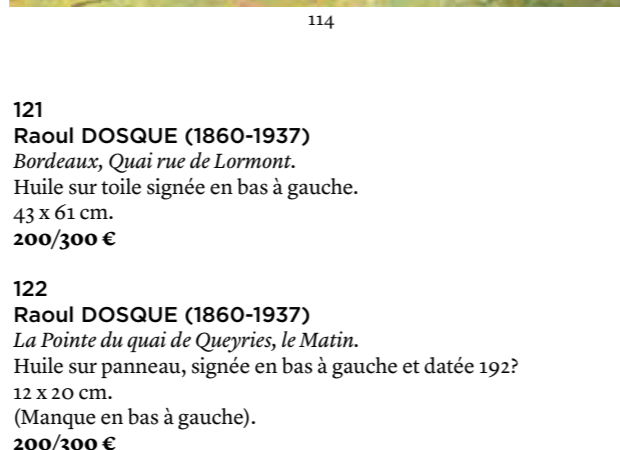 114
121
Raoul DOSQUE (1860-1937)
Bordeaux, Quai rue de Lormont.
Huile sur toile signée en bas à gauche.
43 x 61 cm.
200/300 €
122
Raoul DOSQUE (1860-1937)
La Pointe du quai de Queyries, le Matin.
Huile sur panneau, signée en bas à gauche et datée 192?
12 x 20 cm.
(Manque en bas à gauche).
200/300 €